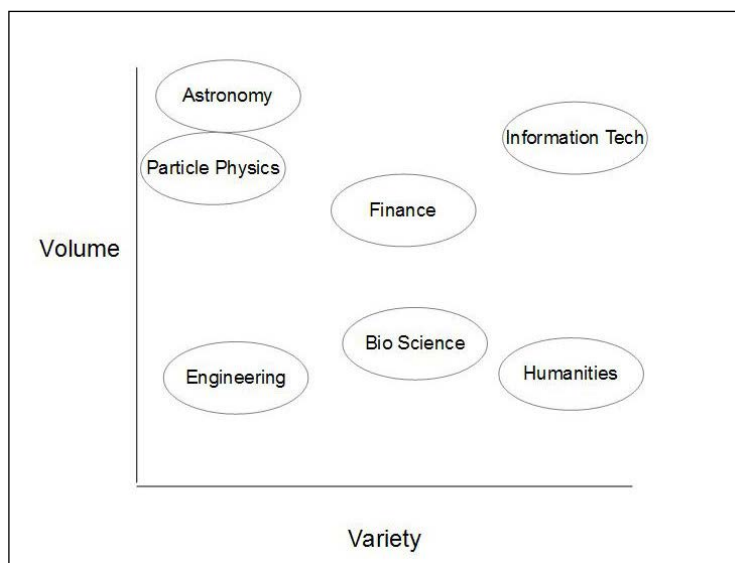 Astronomy
Information Tech
Particle Physics
Finance
Volume
Bio Science
Engineering
Humanities
Variety